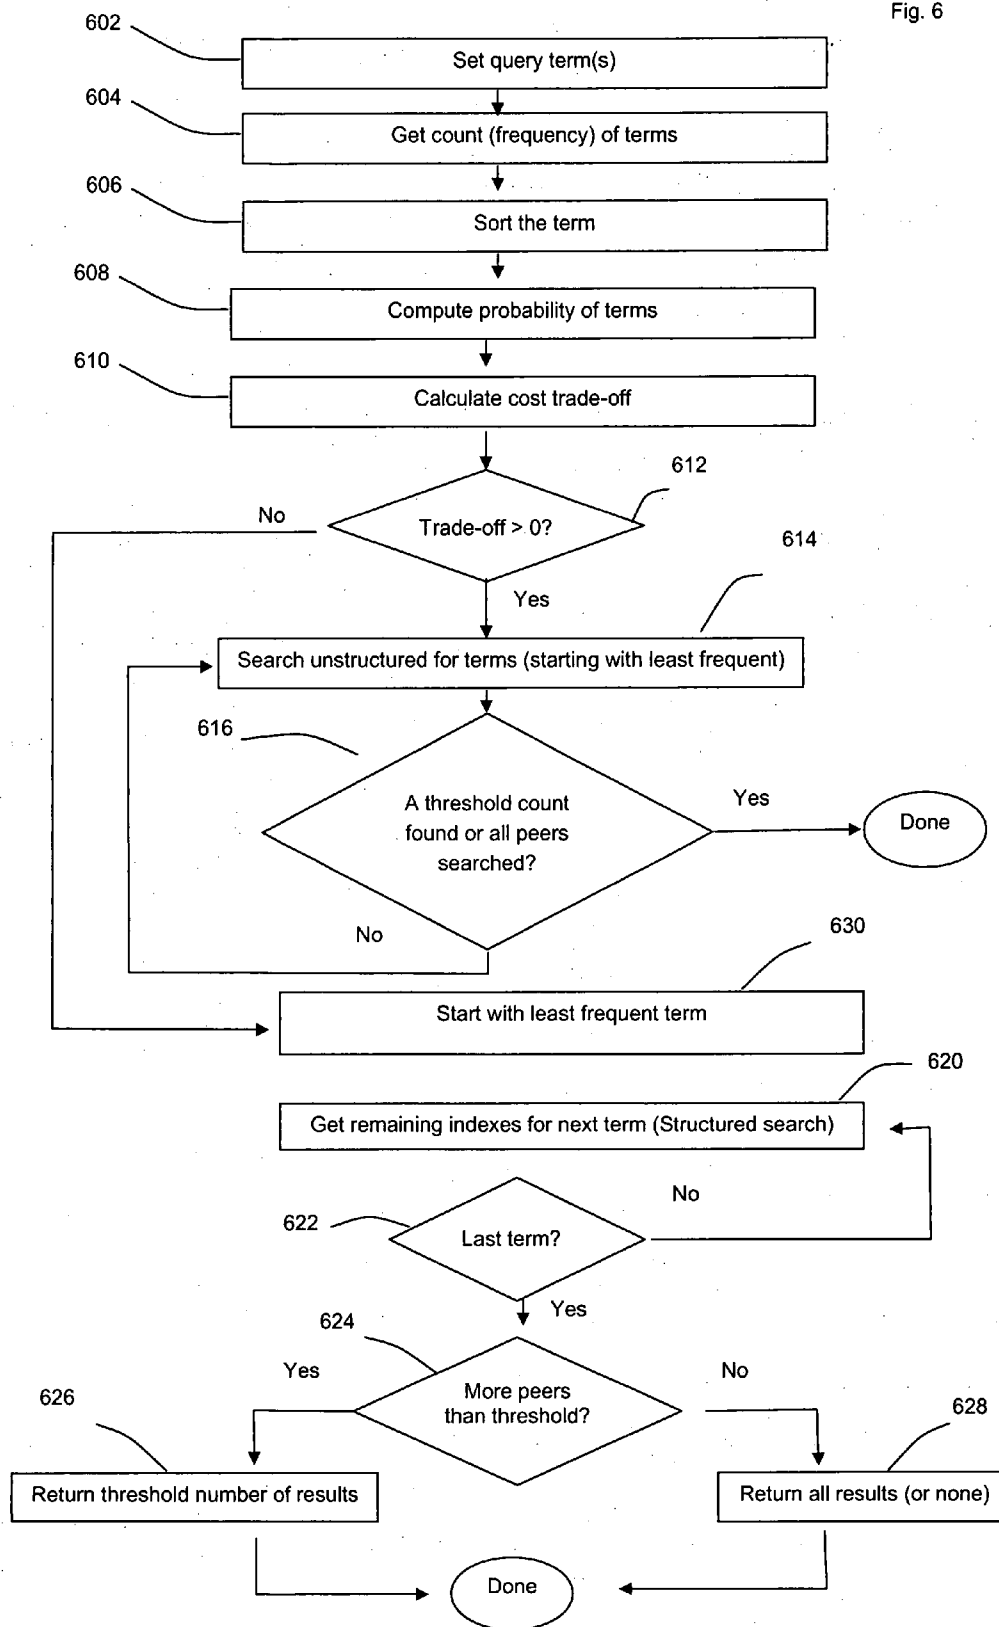 Fig. 6
602
Set query term(s)
604
Get count (frequency) of terms
606
Sort the term
608
Compute probability of terms
610
Calculate cost trade-off
612
Trade-off > 0?
No
614
Yes
Search unstructured for terms (starting with least frequent)
616
A threshold count
found or all peers
searched?
Yes
Done
No
630
Start with least frequent term
620
Get remaining indexes for next term (Structured search)
622
Last term?
No
Yes
624
More peers
than threshold?
Yes
No
626
628
Return threshold number of results
Return all results (or none)
Done